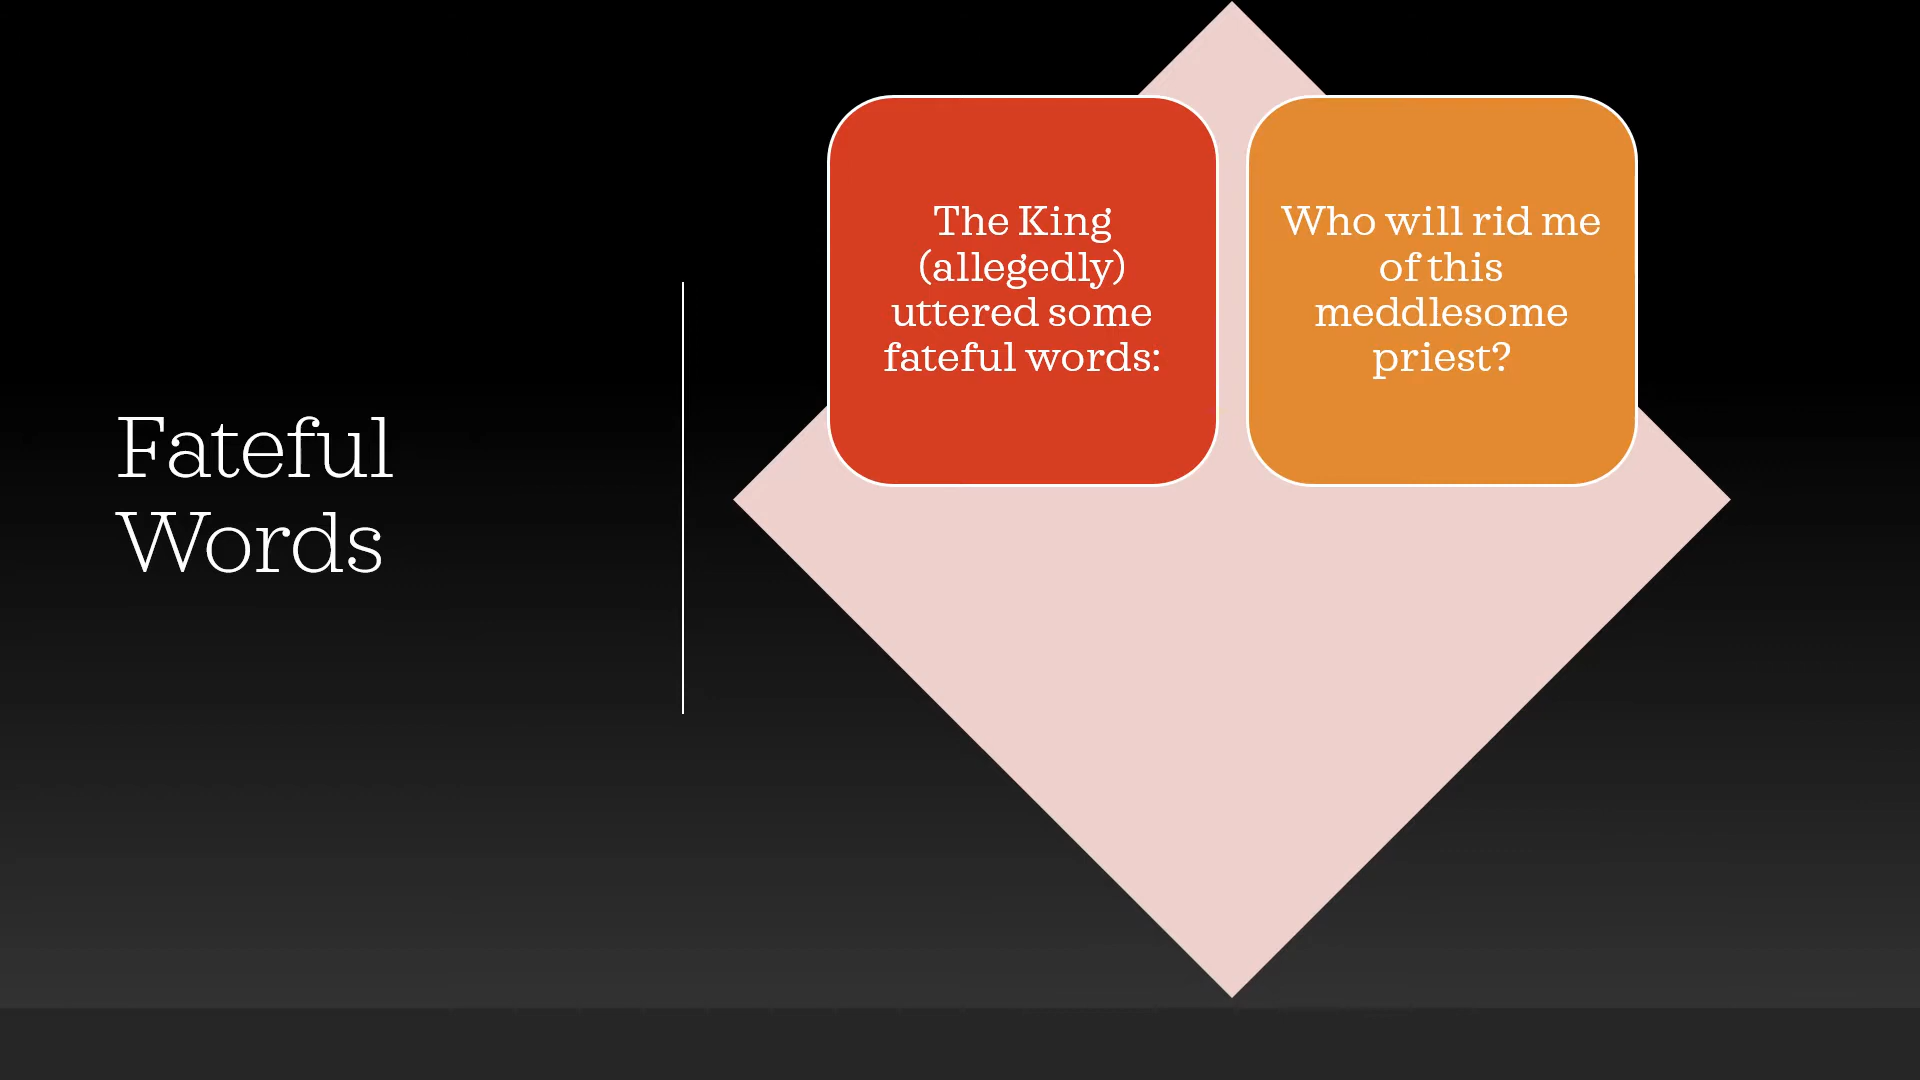 Fateful
Words
The King
(allegedly)
uttered some
fateful words:
Who will rid me
of this
meddlesome
priest?